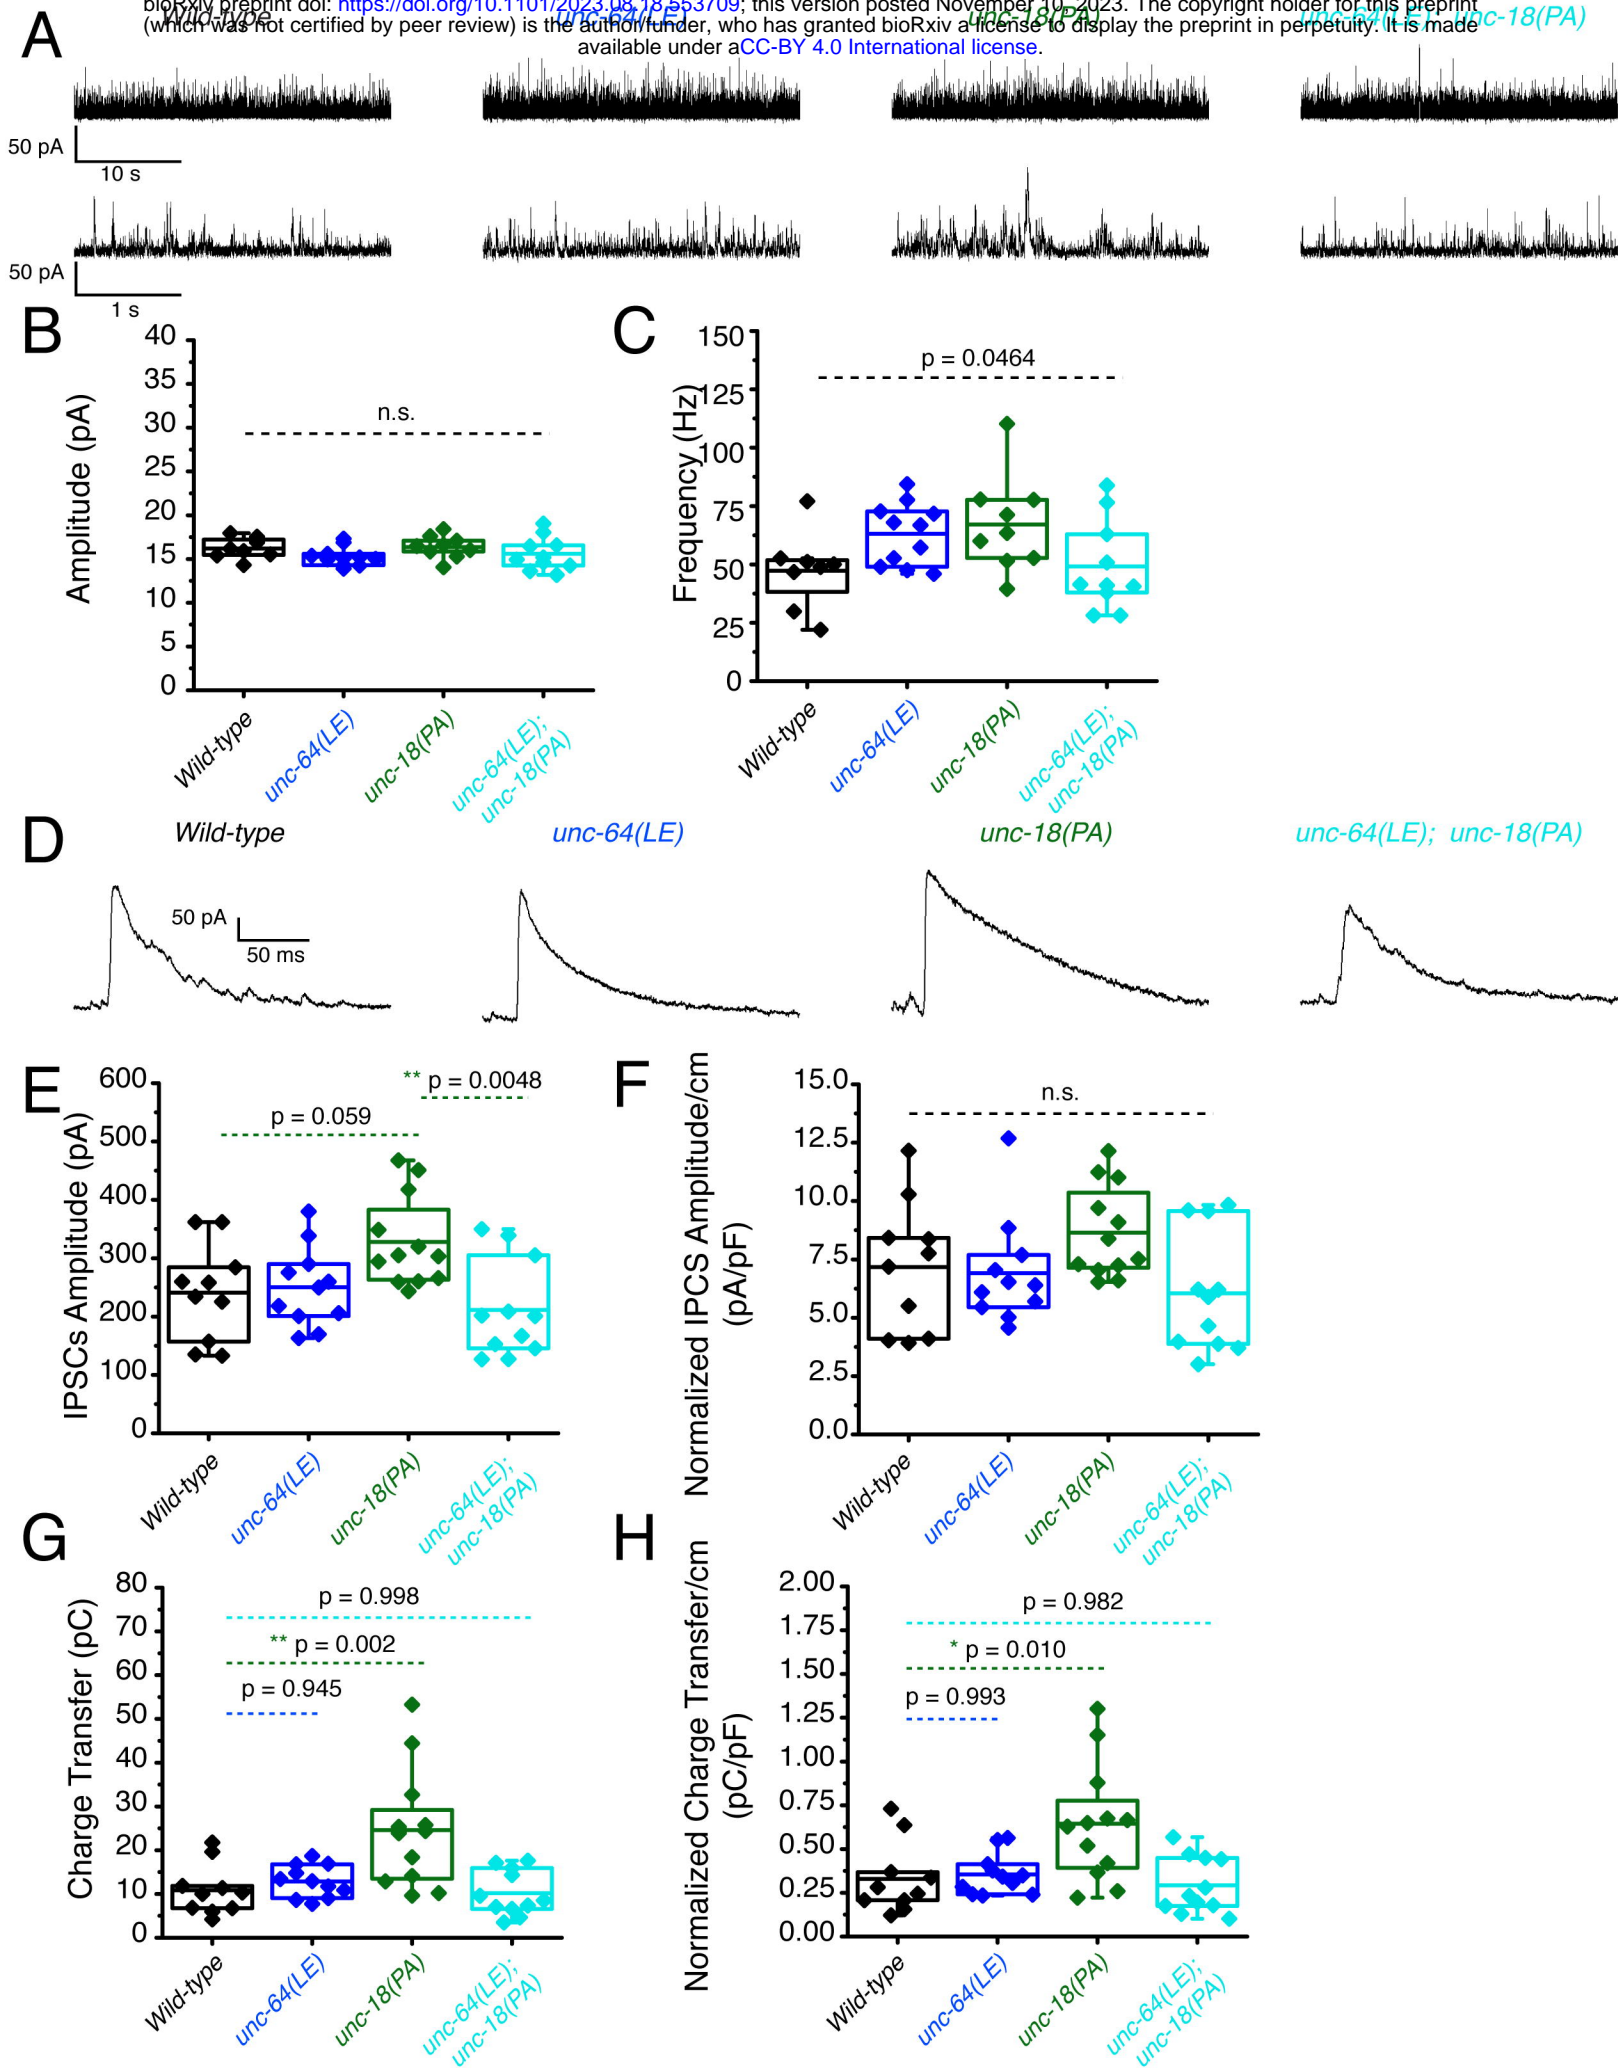 bioRxiv preprint doi: https://doi.org/10.1101/2023.08.18.553709; this version posted November 10, 2023. The copyright holder for this preprint
(which was not certified by peer review) is the author/funder, who has granted bioRxiv a license to display the preprint in perpetuity. It is made
available under aCC-BY 4.0 International license.
A
Wild-type
unc-64(LE)
unc-18(PA)
unc-64(LE); unc-18(PA)
50 pA
10 s
50 pA
1 s
B
Amplitude (pA)
40
35
30
25
20
15
10
5
0
n.s.
Wild-type
unc-64(LE)
unc-18(PA)
unc-64(LE);
unc-18(PA)
C
Frequency (Hz)
150
125
100
75
50
25
0
p = 0.0464
Wild-type
unc-64(LE)
unc-18(PA)
unc-64(LE);
unc-18(PA)
D
Wild-type
unc-64(LE)
unc-18(PA)
unc-64(LE); unc-18(PA)
50 pA
50 ms
E
IPSCs Amplitude (pA)
600
500
400
300
200
100
0
p = 0.059
** p = 0.0048
Wild-type
unc-64(LE)
unc-18(PA)
unc-64(LE);
unc-18(PA)
F
Normalized IPCS Amplitude/cm
(pA/pF)
15.0
12.5
10.0
7.5
5.0
2.5
0.0
n.s.
Wild-type
unc-64(LE)
unc-18(PA)
unc-64(LE);
unc-18(PA)
G
Charge Transfer (pC)
80
70
60
50
40
30
20
10
0
p = 0.998
** p = 0.002
p = 0.945
Wild-type
unc-64(LE)
unc-18(PA)
unc-64(LE);
unc-18(PA)
H
Normalized Charge Transfer/cm
(pC/pF)
2.00
1.75
1.50
1.25
1.00
0.75
0.50
0.25
0.00
p = 0.982
* p = 0.010
p = 0.993
Wild-type
unc-64(LE)
unc-18(PA)
unc-64(LE);
unc-18(PA)